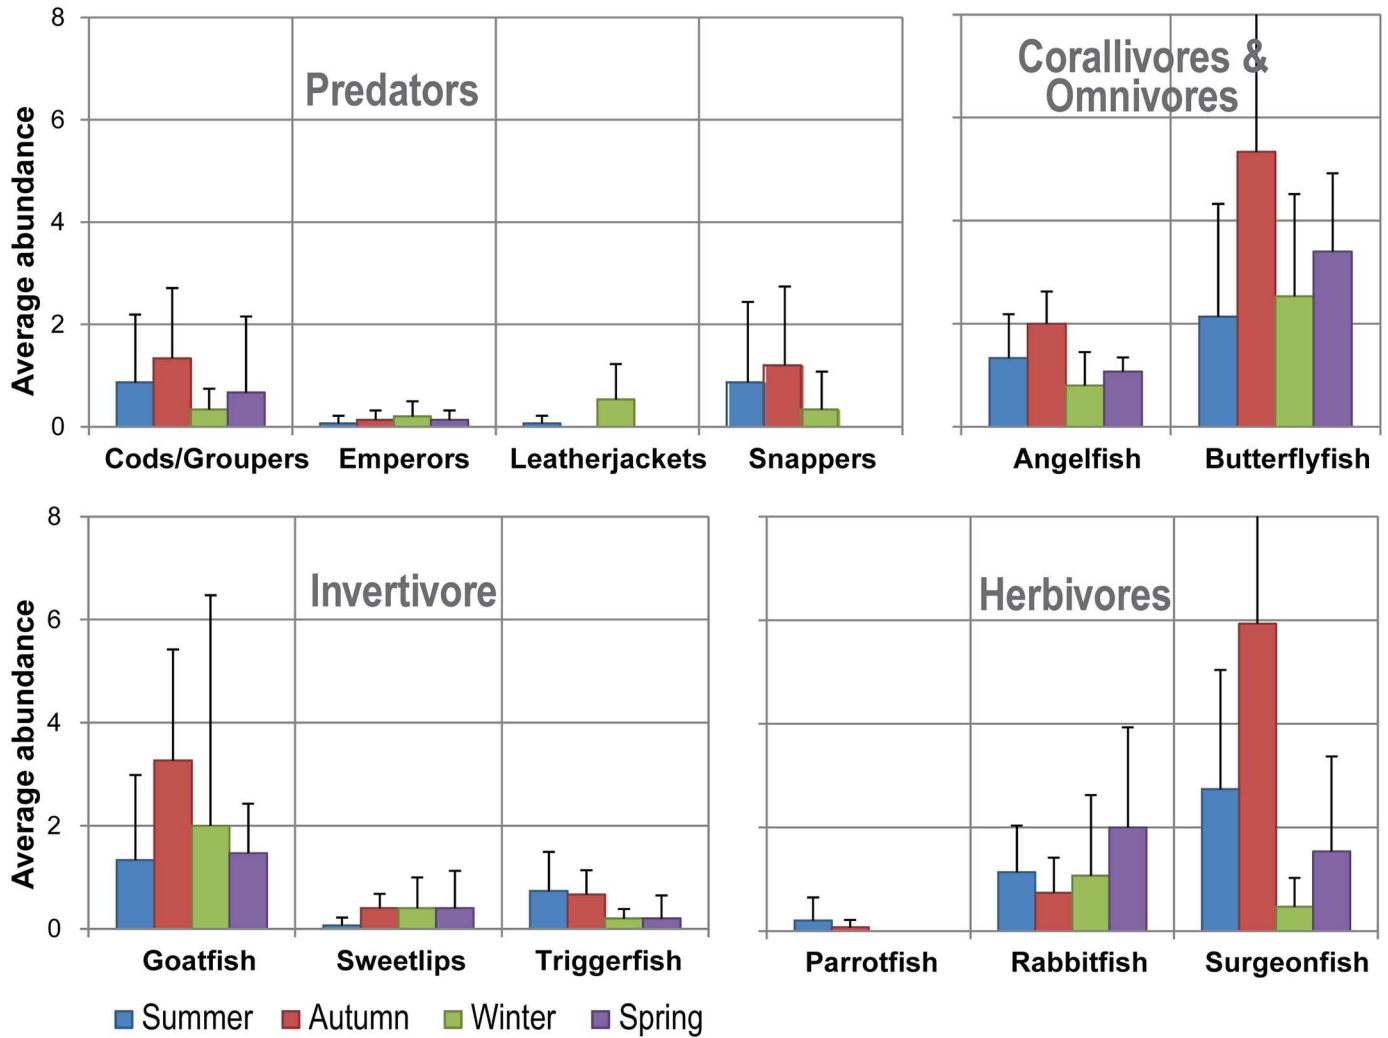 Average abundance
8
6
4
2
0
Predators
Cods/Groupers Emperors Leatherjackets Snappers
Corallivores &
Omnivores
Angelfish Butterflyfish
Average abundance
8
6
4
2
0
Invertivore
Goatfish Sweetlips Triggerfish
Herbivores
Parrotfish Rabbitfish Surgeonfish
Summer Autumn Winter Spring